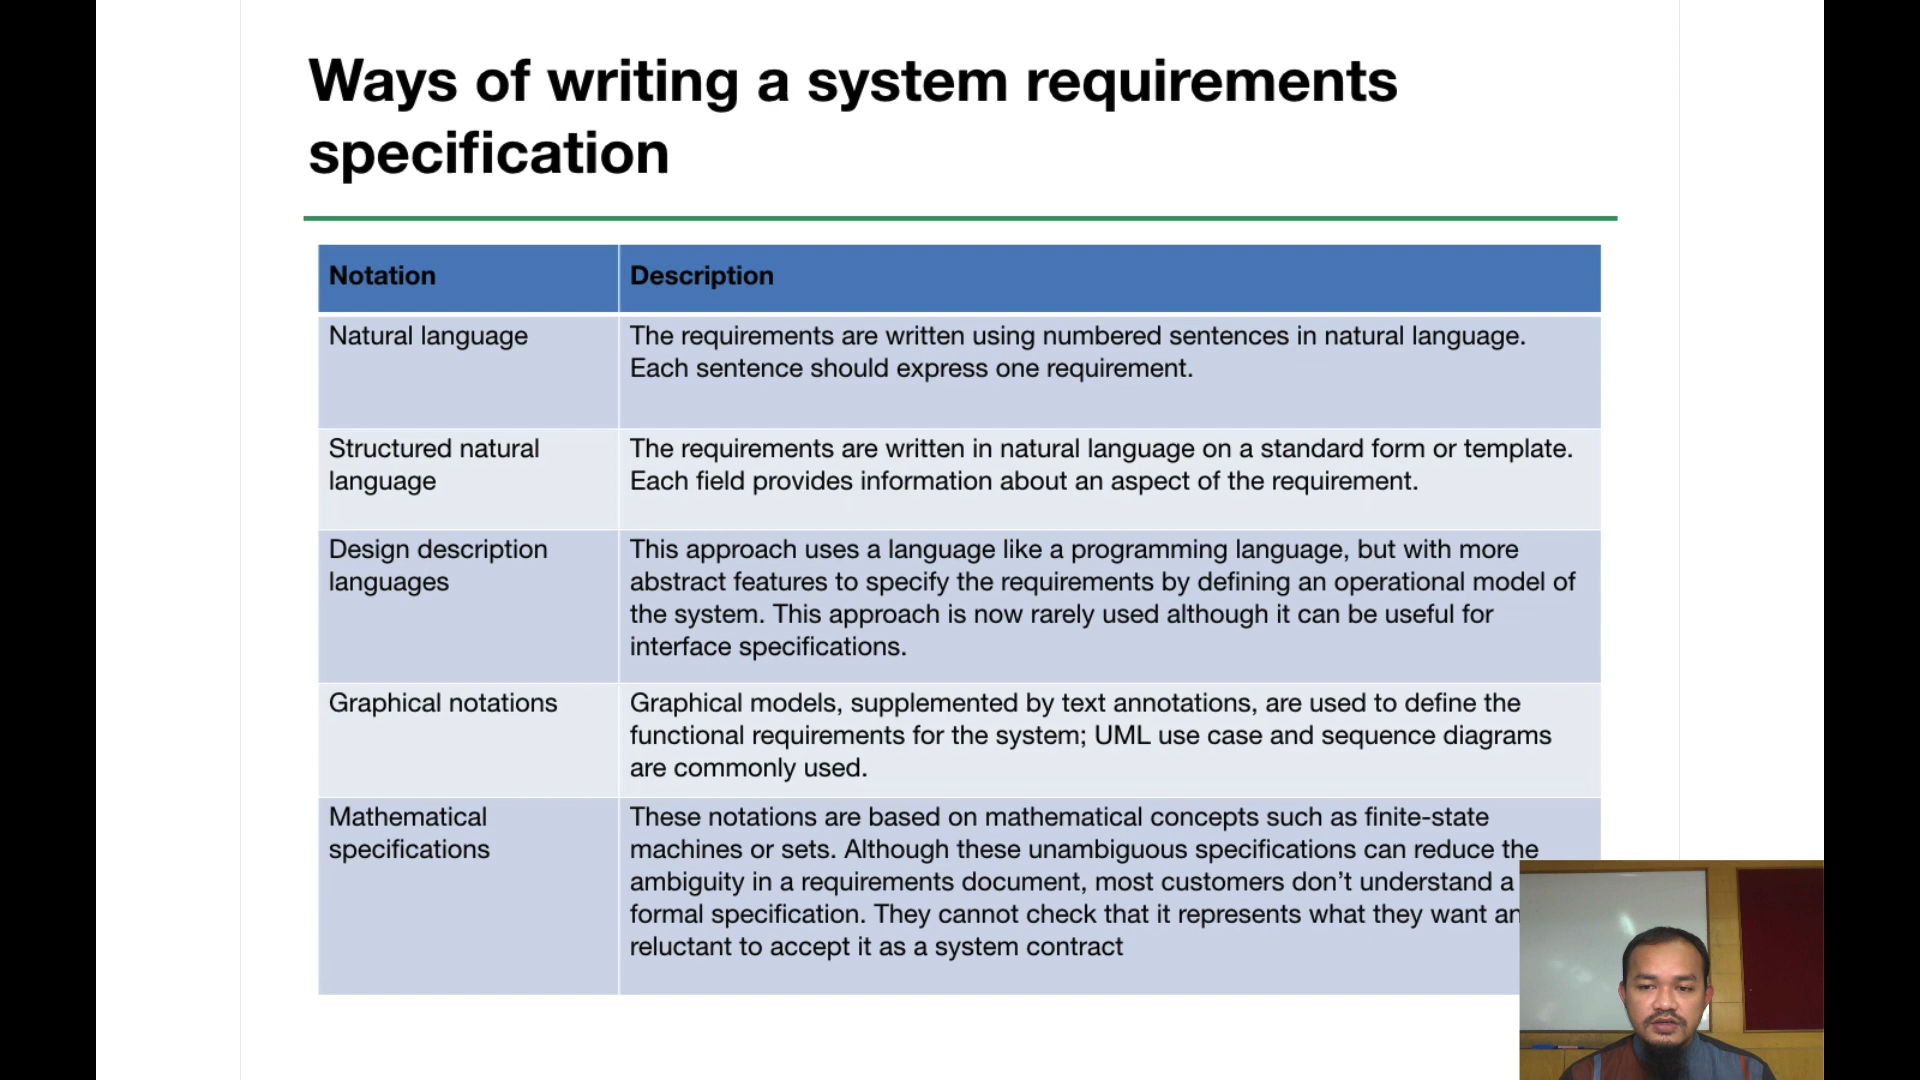 Ways of writing a system requirements
specification
Notation
Description
Natural language
The requirements are written using numbered sentences in natural language.
Each sentence should express one requirement.
Structured natural
language
The requirements are written in natural language on a standard form or template.
Each field provides information about an aspect of the requirement.
Design description
languages
This approach uses a language like a programming language, but with more
abstract features to specify the requirements by defining an operational model of
the system. This approach is now rarely used although it can be useful for
interface specifications.
Graphical notations
Graphical models, supplemented by text annotations, are used to define the
functional requirements for the system; UML use case and sequence diagrams
are commonly used.
Mathematical
specifications
These notations are based on mathematical concepts such as finite-state
machines or sets. Although these unambiguous specifications can reduce the
ambiguity in a requirements document, most customers don’t understand a
formal specification. They cannot check that it represents what they want
reluctant to accept it as a system contract